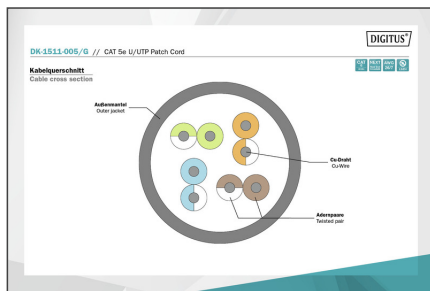 DIGITUS®
DK-1511-005/G // CAT 5e U/UTP Patch Cord
Kabelquerschnitt
Cable cross section
Außenmantel
Outer jacket
Cu-Draht
Cu-Wire
Adernpaare
Twisted pair